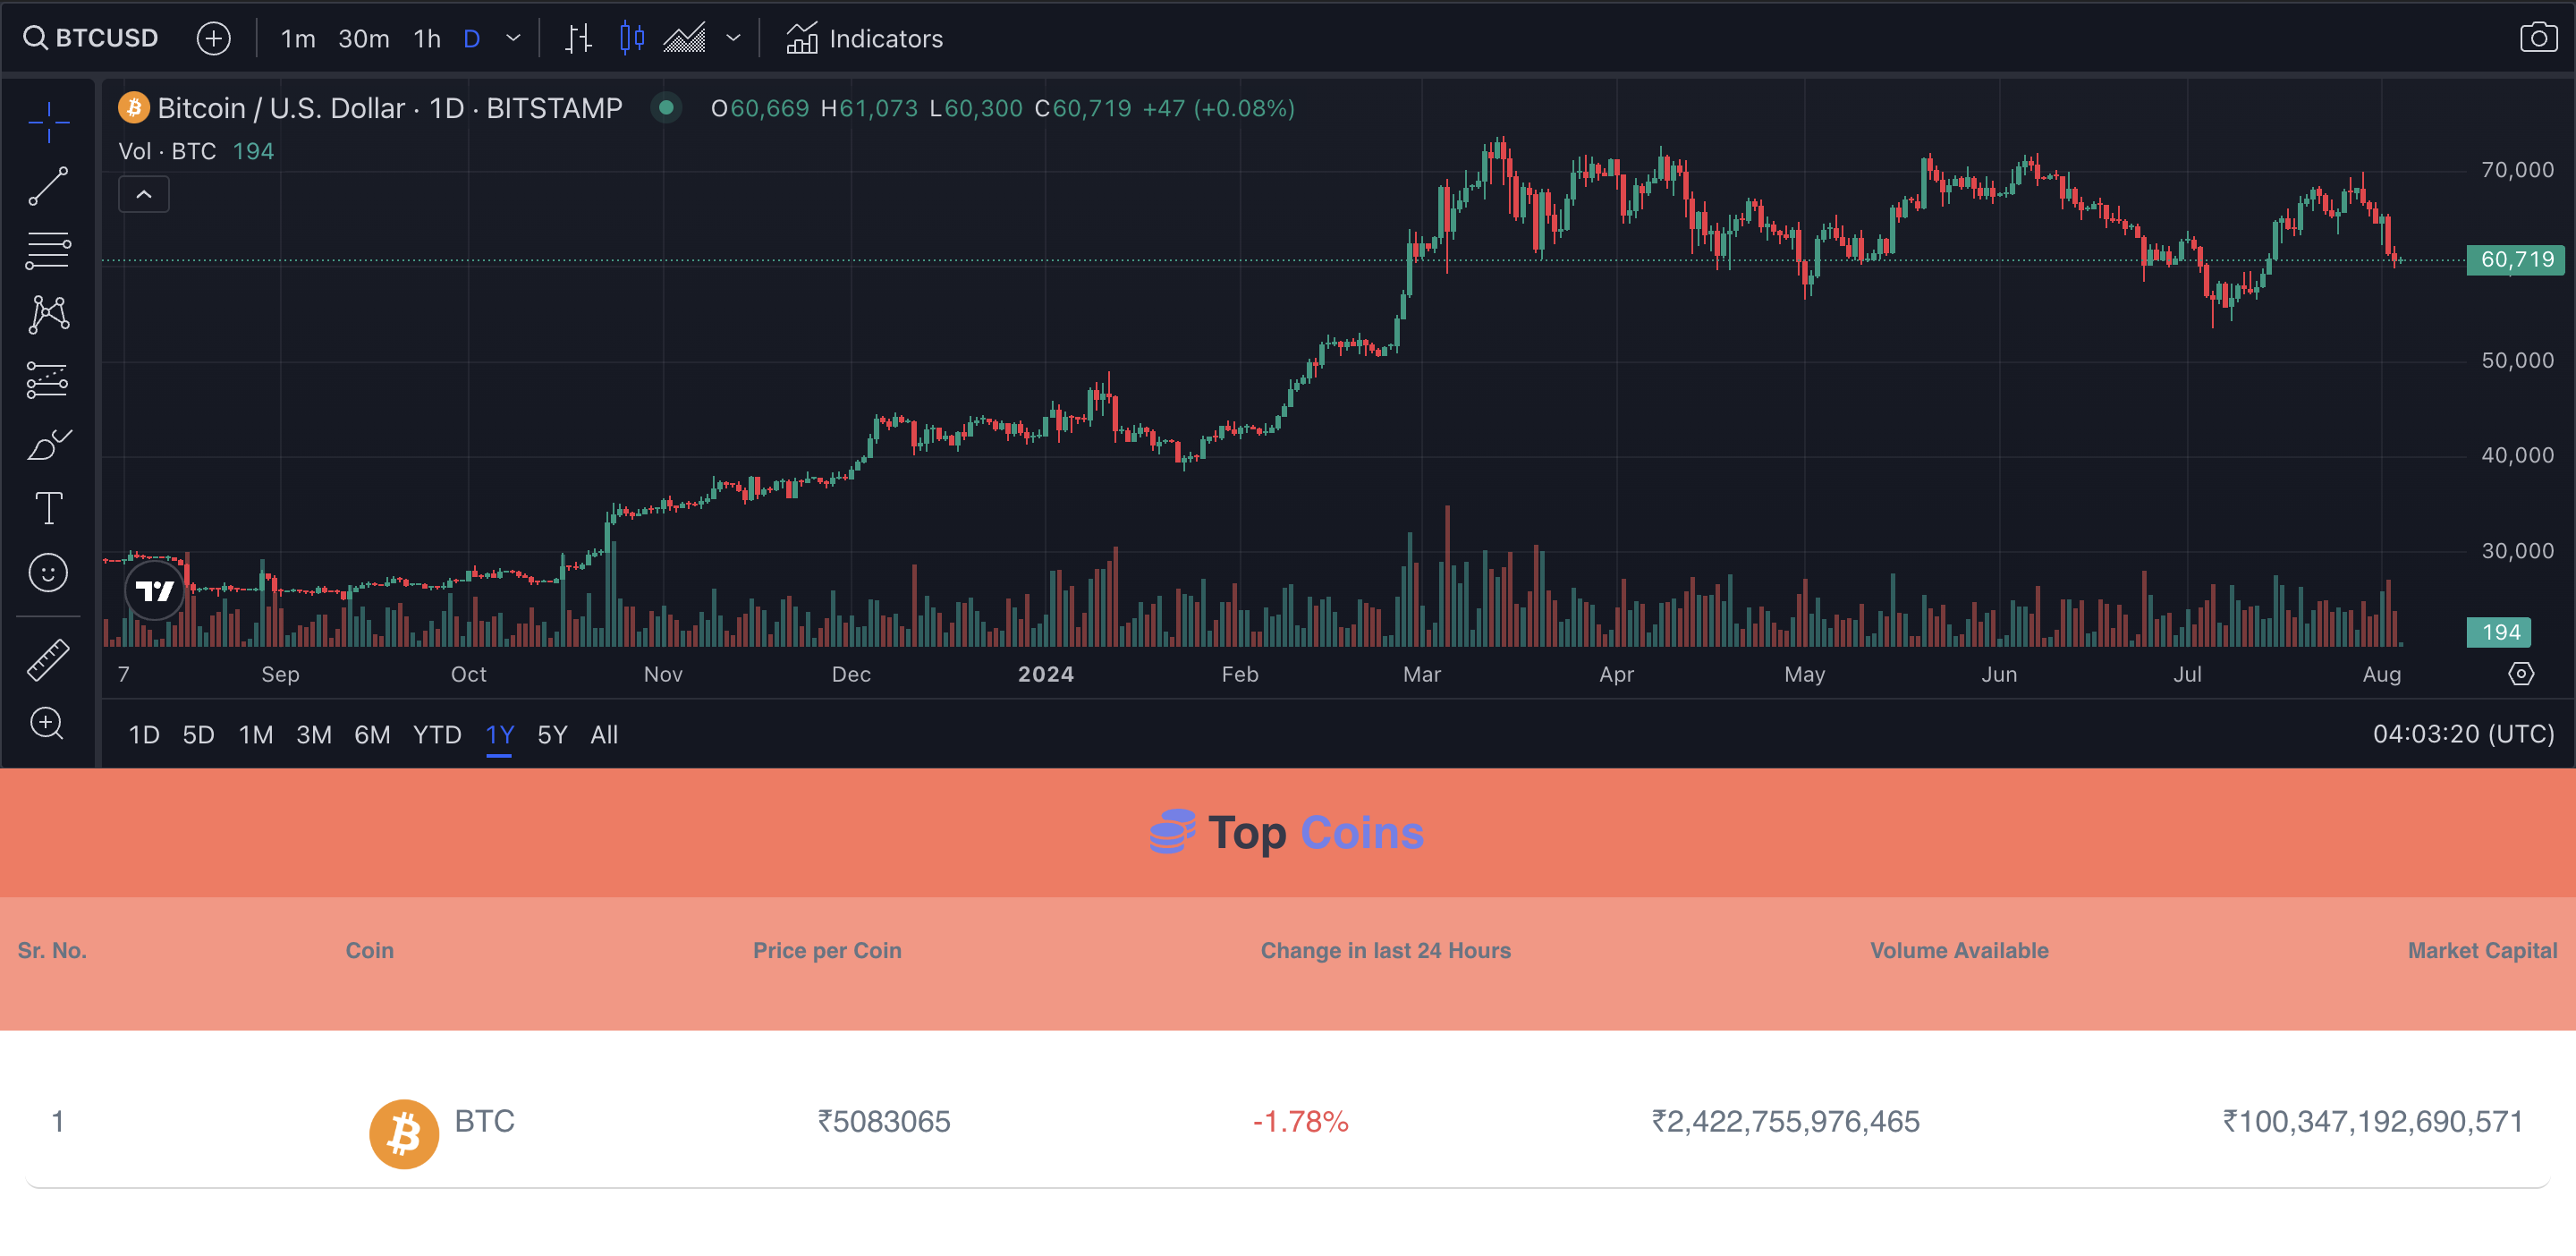 BTCUSD 1m 30m 1h D Indicators
Bitcoin / U.S. Dollar · 1D · BITSTAMP O60,669 H61,073 L60,300 C60,719 +47 (+0.08%)
Vol · BTC 194
70,000
60,719
50,000
40,000
30,000
194
7 Sep Oct Nov Dec 2024 Feb Mar Apr May Jun Jul Aug
1D 5D 1M 3M 6M YTD 1Y 5Y All 04:03:20 (UTC)
Top Coins
Sr. No. Coin Price per Coin Change in last 24 Hours Volume Available Market Capital
1 BTC ₹5083065 -1.78% ₹2,422,755,976,465 ₹100,347,192,690,571